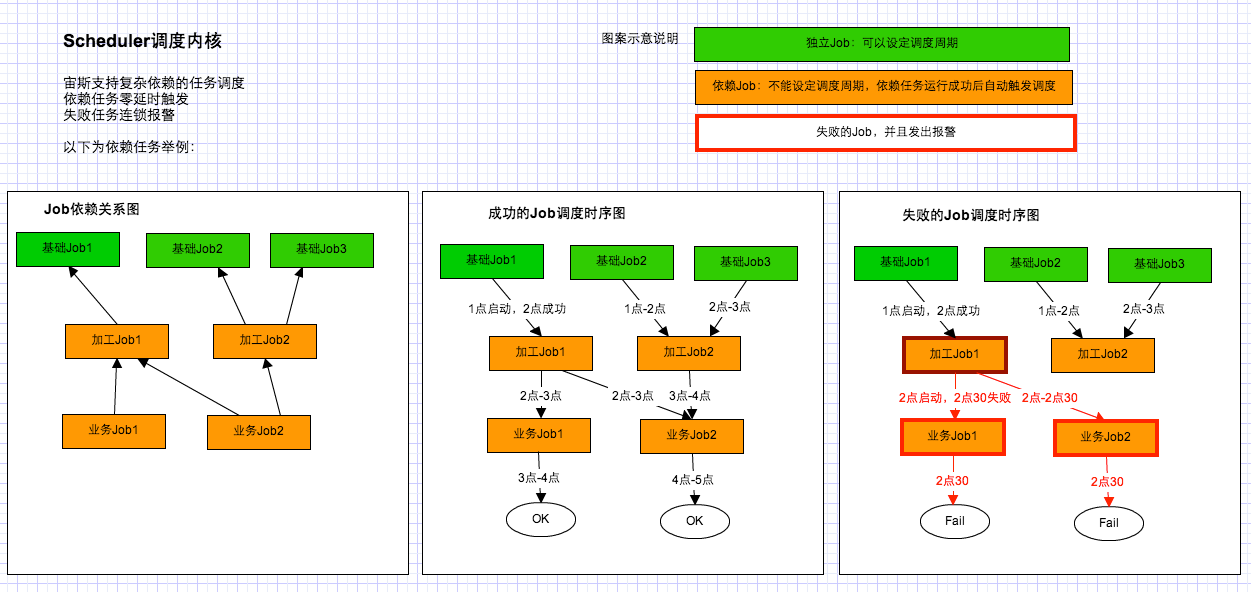 Scheduler调度内核
宙斯支持复杂依赖的任务调度
依赖任务零延时触发
失败任务连锁报警
以下为依赖任务举例：
图案示意说明
独立Job：可以设定调度周期
依赖Job：不能设定调度周期，依赖任务运行成功后自动触发调度
失败的Job，并且发出报警
Job依赖关系图
基础Job1
基础Job2
基础Job3
加工Job1
加工Job2
业务Job1
业务Job2
成功的Job调度时序图
基础Job1
基础Job2
基础Job3
1点启动，2点成功
1点-2点
2点-3点
加工Job1
加工Job2
2点-3点
2点-3点
3点-4点
业务Job1
业务Job2
3点-4点
4点-5点
OK
OK
失败的Job调度时序图
基础Job1
基础Job2
基础Job3
1点启动，2点成功
1点-2点
2点-3点
加工Job1
加工Job2
2点启动，2点30失败
2点-2点30
业务Job1
业务Job2
2点30
2点30
Fail
Fail